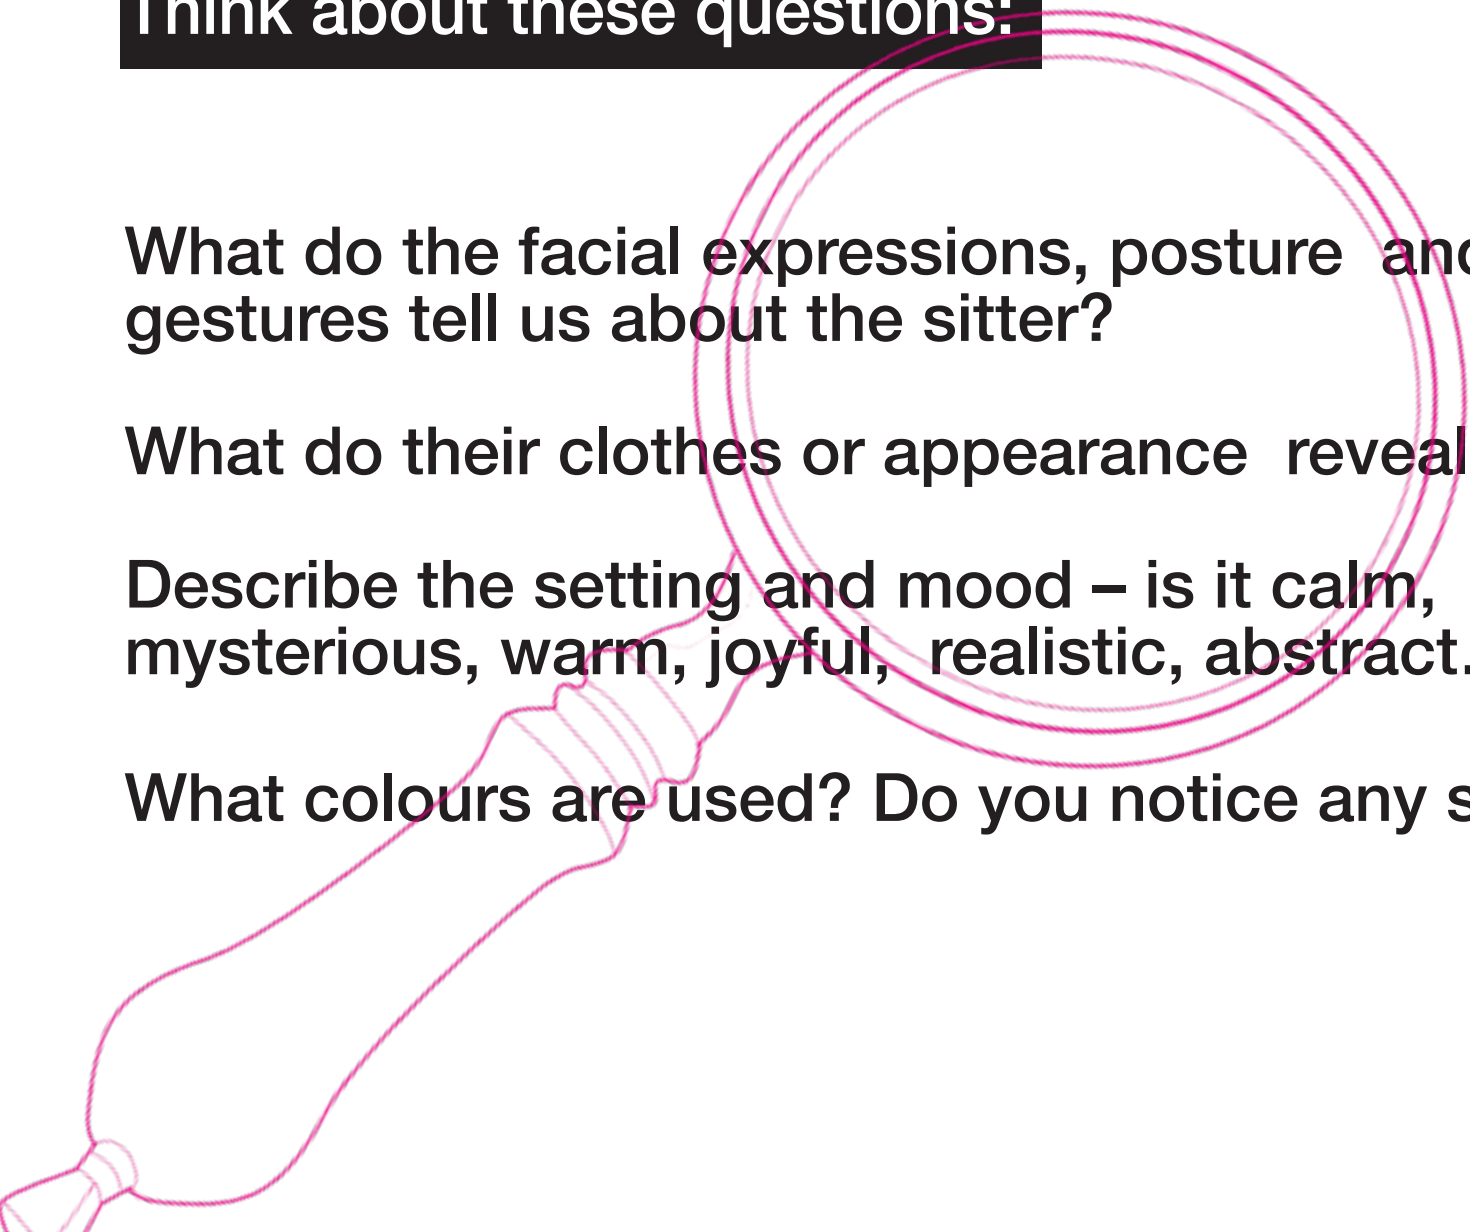 Think about these questions:
What do the facial expressions, posture and
gestures tell us about the sitter?
What do their clothes or appearance reveal
Describe the setting and mood – is it calm,
mysterious, warm, joyful, realistic, abstract.
What colours are used? Do you notice any